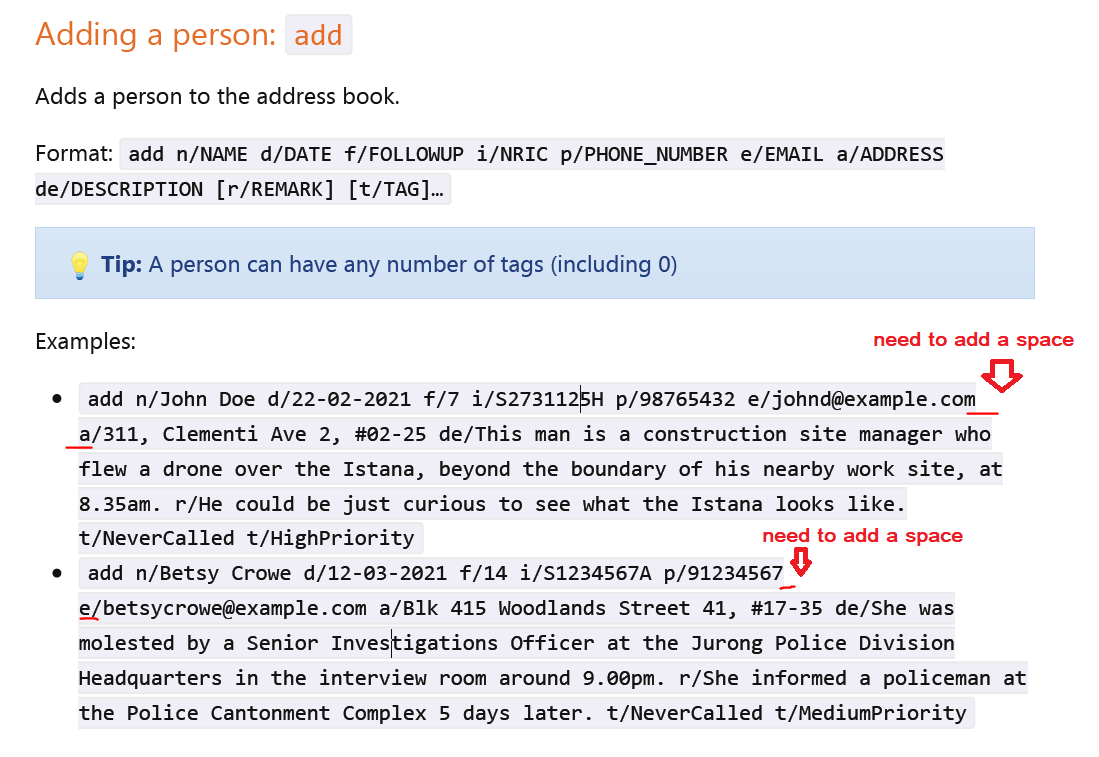 Adding a person: add
Adds a person to the address book.
Format: add n/NAME d/DATE f/FOLLOWUP i/NRIC p/PHONE_NUMBER e/EMAIL a/ADDRESS
de/DESCRIPTION [r/REMARK] [t/TAG]…
Tip: A person can have any number of tags (including 0)
Examples:
need to add a space
• add n/John Doe d/22-02-2021 f/7 i/S2731125H p/98765432 e/johnd@example.com
a/311, Clementi Ave 2, #02-25 de/This man is a construction site manager who
flew a drone over the Istana, beyond the boundary of his nearby work site, at
8.35am. r/He could be just curious to see what the Istana looks like.
t/NeverCalled t/HighPriority
need to add a space
• add n/Betsy Crowe d/12-03-2021 f/14 i/S1234567A p/91234567
e/betsycrowe@example.com a/Blk 415 Woodlands Street 41, #17-35 de/She was
molested by a Senior Investigations Officer at the Jurong Police Division
Headquarters in the interview room around 9.00pm. r/She informed a policeman at
the Police Cantonment Complex 5 days later. t/NeverCalled t/MediumPriority